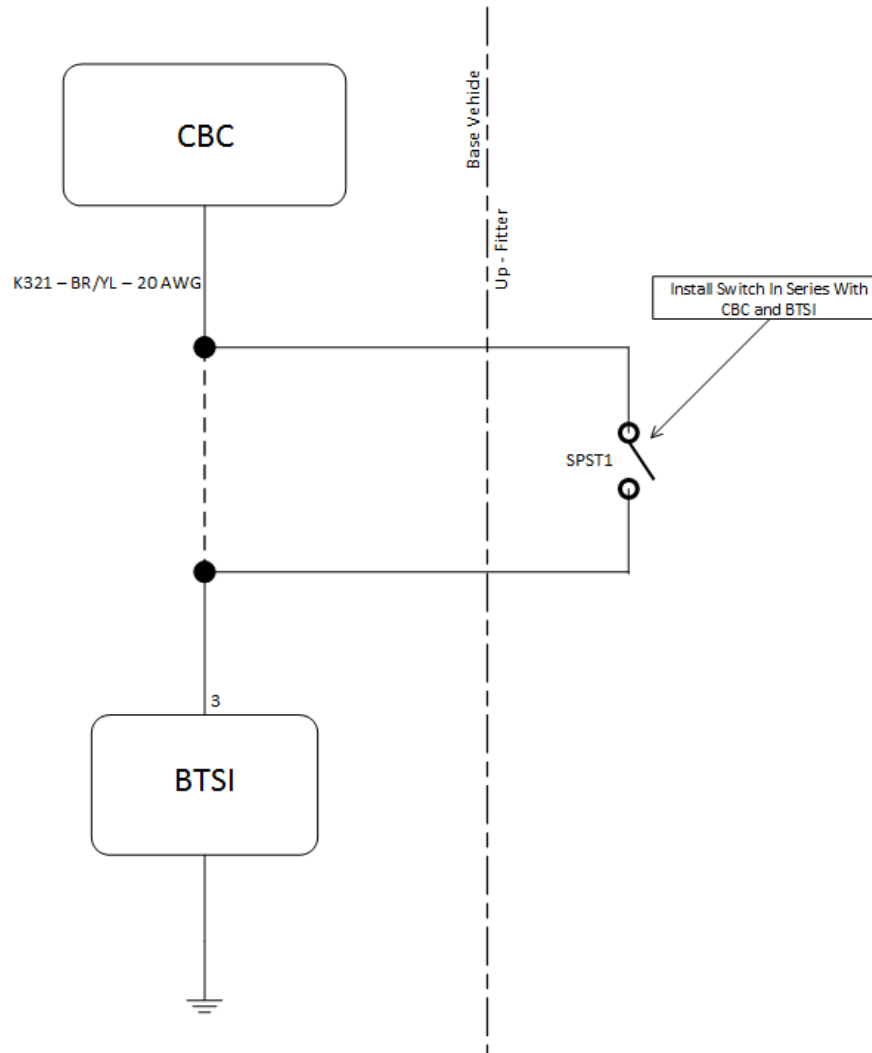 CBC
Base Vehicle
Up - Fitter
K321 – BR/YL – 20 AWG
Install Switch In Series With
CBC and BTSI
SPST1
3
BTSI